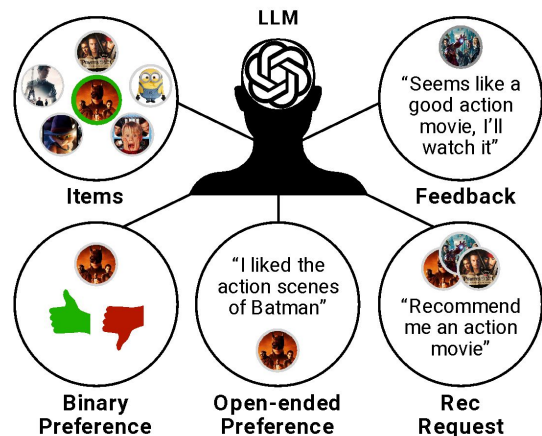 LLM
Items
“Seems like a
good action
movie, I’ll
watch it”
Feedback
Binary
Preference
“I liked the
action scenes
of Batman”
Open-ended
Preference
“Recommend
me an action
movie”
Rec
Request